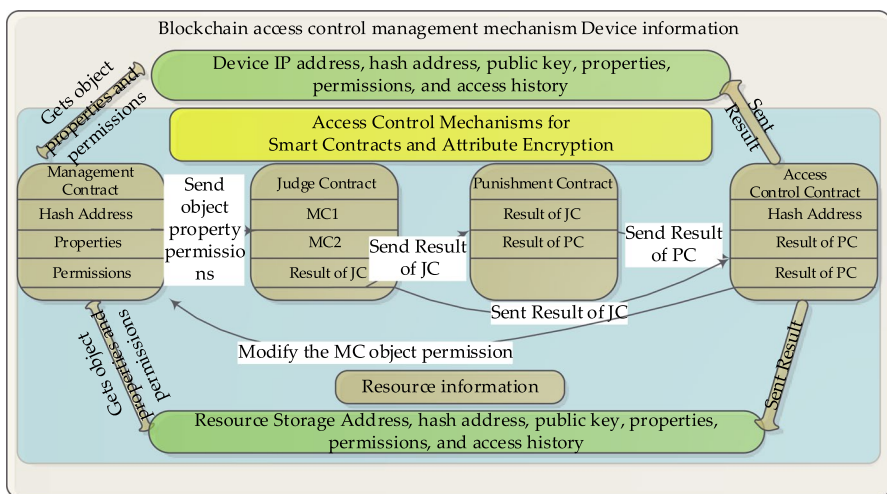 Blockchain access control management mechanism Device information
Device IP address, hash address, public key, properties,
permissions, and access history
Gets object
properties and
permissions
Sent
Result
Access Control Mechanisms for
Smart Contracts and Attribute Encryption
Management
Contract
Hash Address
Properties
Permissions
Send
object
property
permissio
ns
Judge Contract
MC1
MC2
Result of JC
Send Result
of JC
Punishment Contract
Result of JC
Result of PC
Send Result
of PC
Access
Control Contract
Hash Address
Result of PC
Result of PC
Sent Result of JC
Modify the MC object permission
Gets object
properties and
permissions
Sent Result
Resource information
Resource Storage Address, hash address, public key, properties,
permissions, and access history